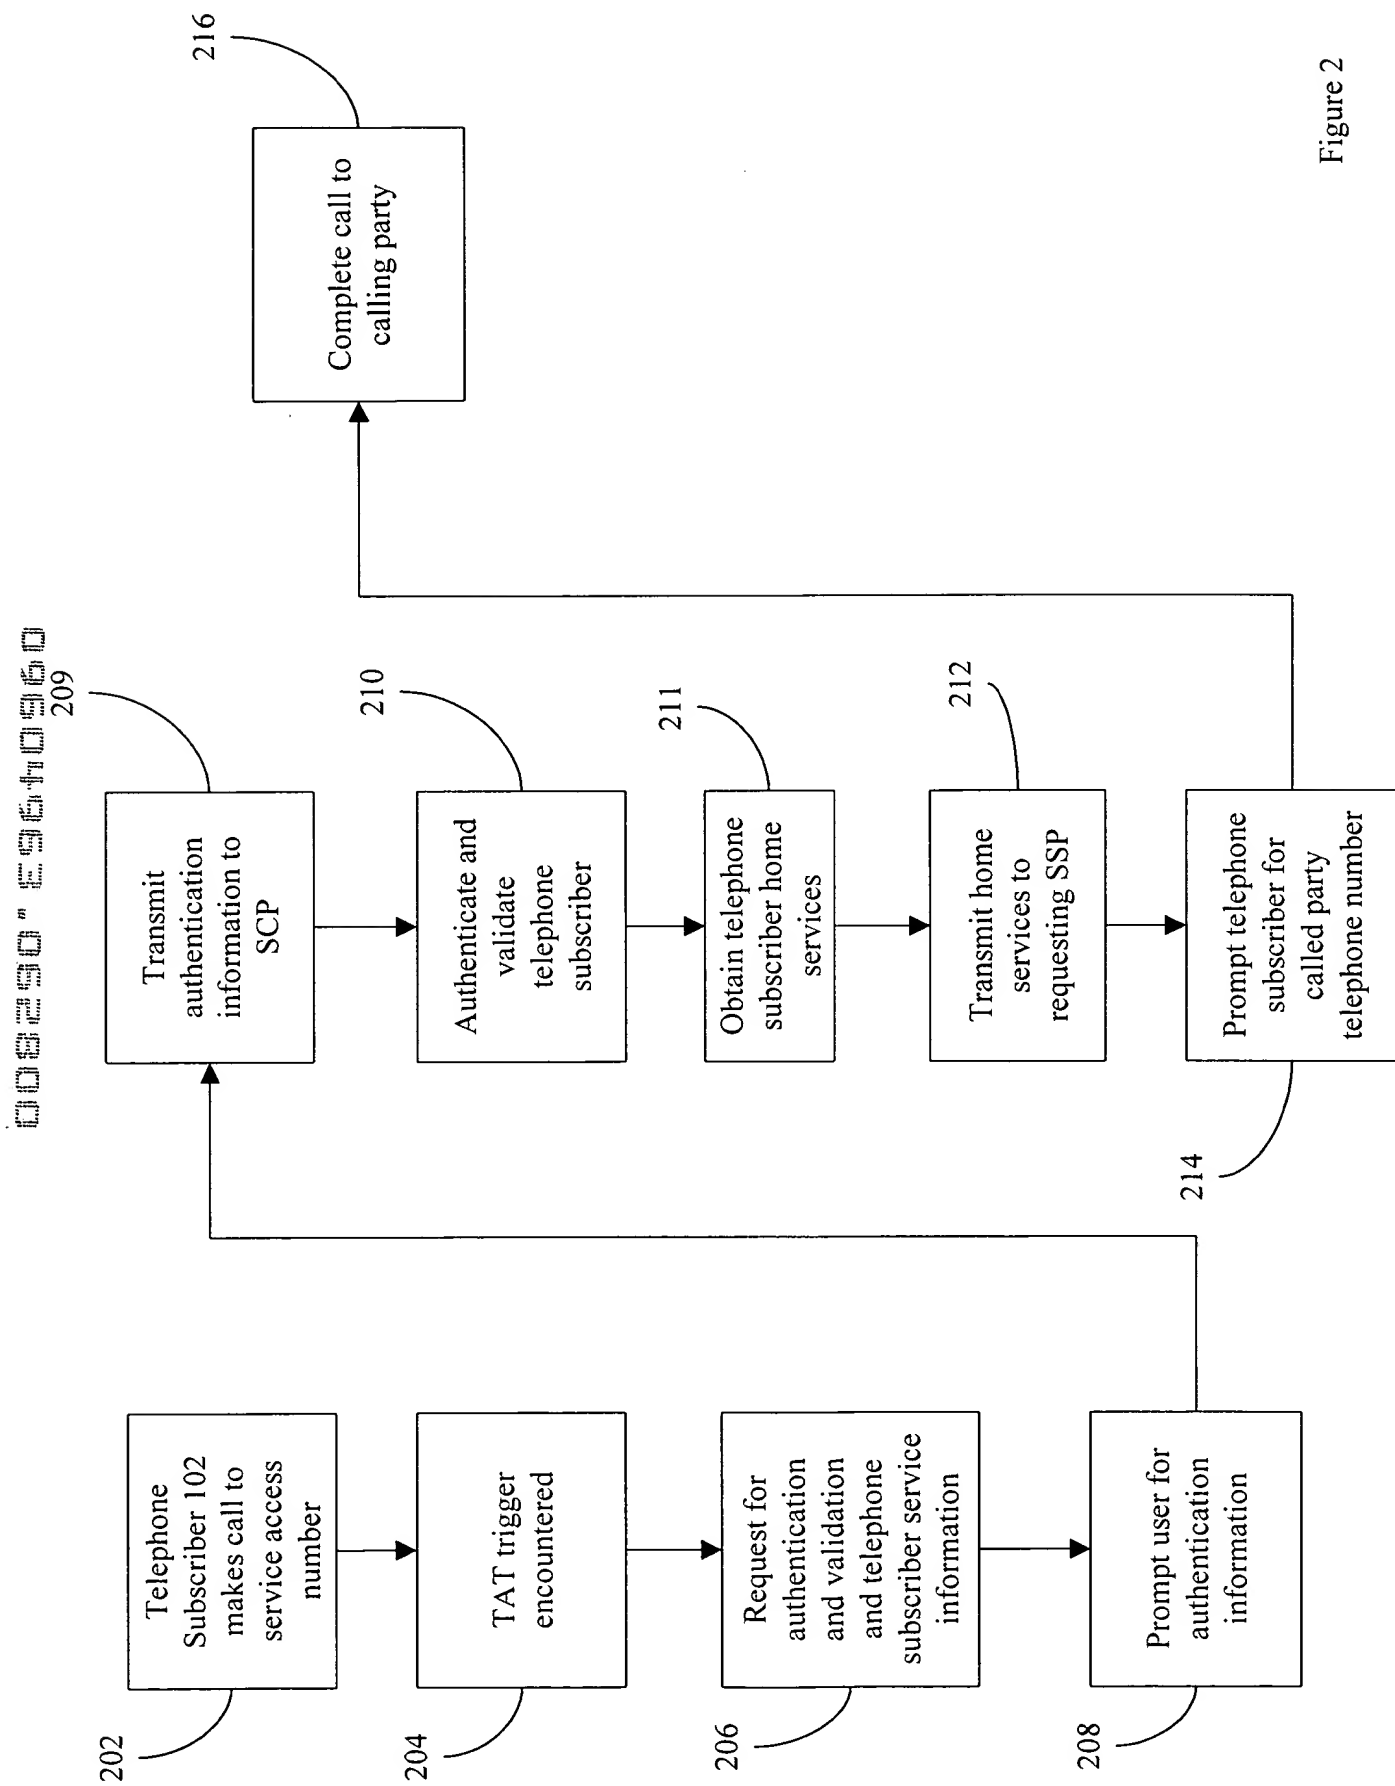 09604963 . 062800
202
Telephone
Subscriber 102
makes call to
service access
number
204
TAT trigger
encountered
206
Request for
authentication
and validation
and telephone
subscriber service
information
208
Prompt user for
authentication
information
209
Transmit
authentication
information to
SCP
210
Authenticate and
validate
telephone
subscriber
211
Obtain telephone
subscriber home
services
212
Transmit home
services to
requesting SSP
214
Prompt telephone
subscriber for
called party
telephone number
216
Complete call to
calling party
Figure 2